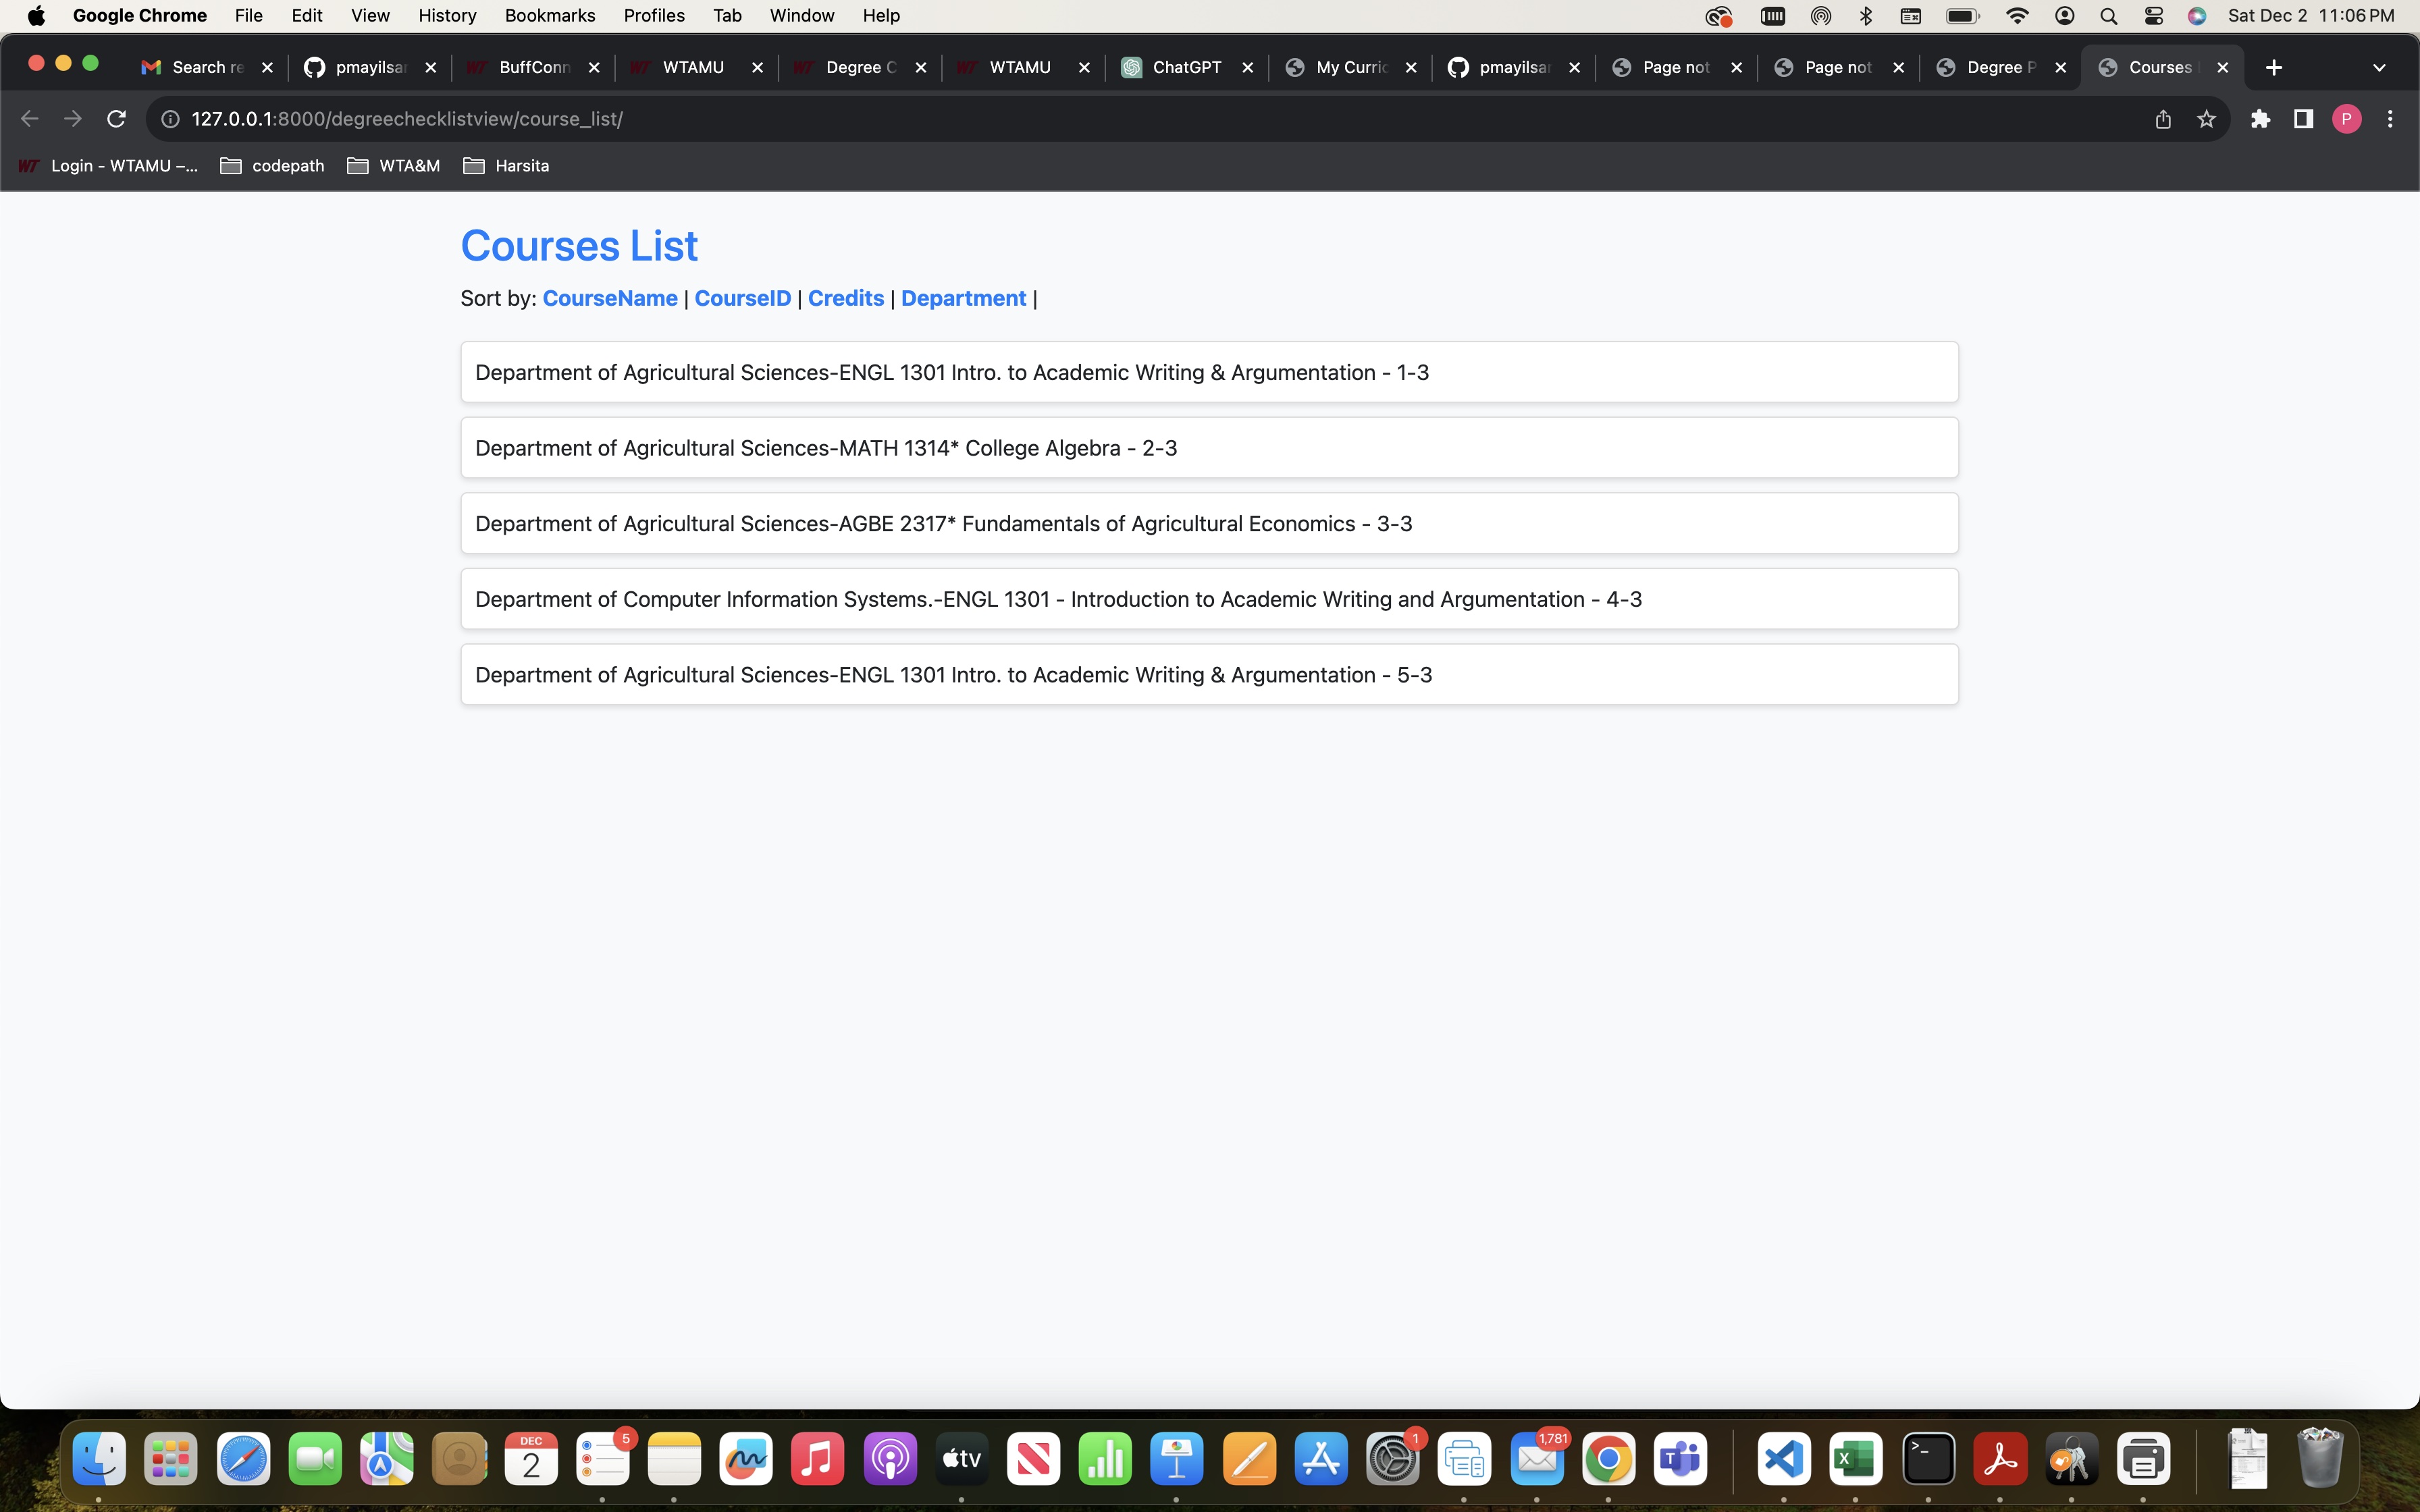 Google Chrome File Edit View History Bookmarks Profiles Tab Window Help Sat Dec 2 11:06 PM
Search re pmayilsar BuffConn WTAMU Degree C WTAMU ChatGPT My Curric pmayilsar Page not Page not Degree P Courses
127.0.0.1:8000/degreechecklistview/course_list/ P
WT Login - WTAMU –... codepath WTA&M Harsita
Courses List
Sort by: CourseName | CourseID | Credits | Department |
Department of Agricultural Sciences-ENGL 1301 Intro. to Academic Writing & Argumentation - 1-3
Department of Agricultural Sciences-MATH 1314* College Algebra - 2-3
Department of Agricultural Sciences-AGBE 2317* Fundamentals of Agricultural Economics - 3-3
Department of Computer Information Systems.-ENGL 1301 - Introduction to Academic Writing and Argumentation - 4-3
Department of Agricultural Sciences-ENGL 1301 Intro. to Academic Writing & Argumentation - 5-3
DEC 5 1 1,781
2 tv